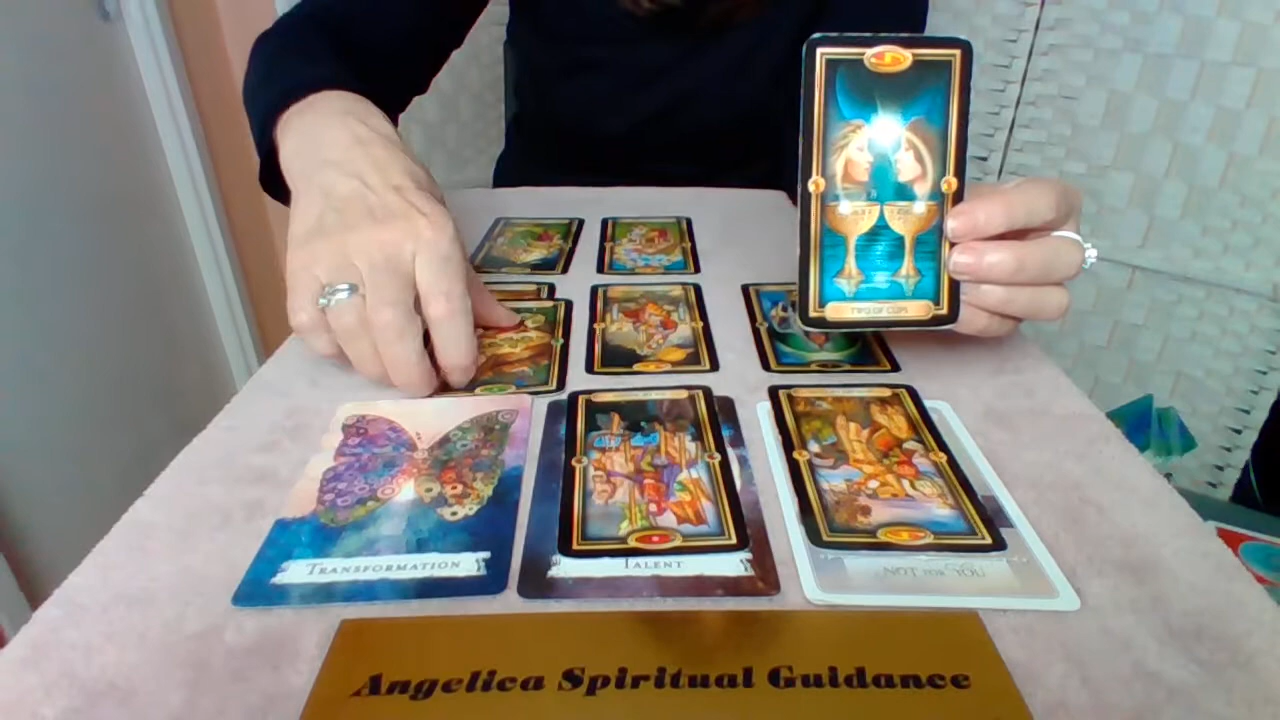 TWO OF CUPS
TRANSFORMATION
TALENT
NOT FOR YOU
Angelica Spiritual Guidance